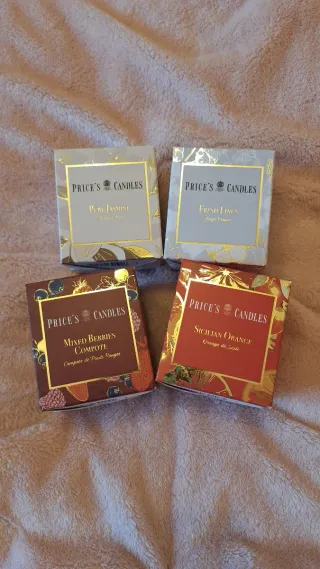 PRICE'S CANDLES
PURE JASMINE
PRICE'S CANDLES
FRESH LINEN
PRICE'S CANDLES
MIXED BERRIES
COMPOTE
Compote de Fruits Rouges
PRICE'S CANDLES
SICILIAN ORANGE
Orange de Sicile